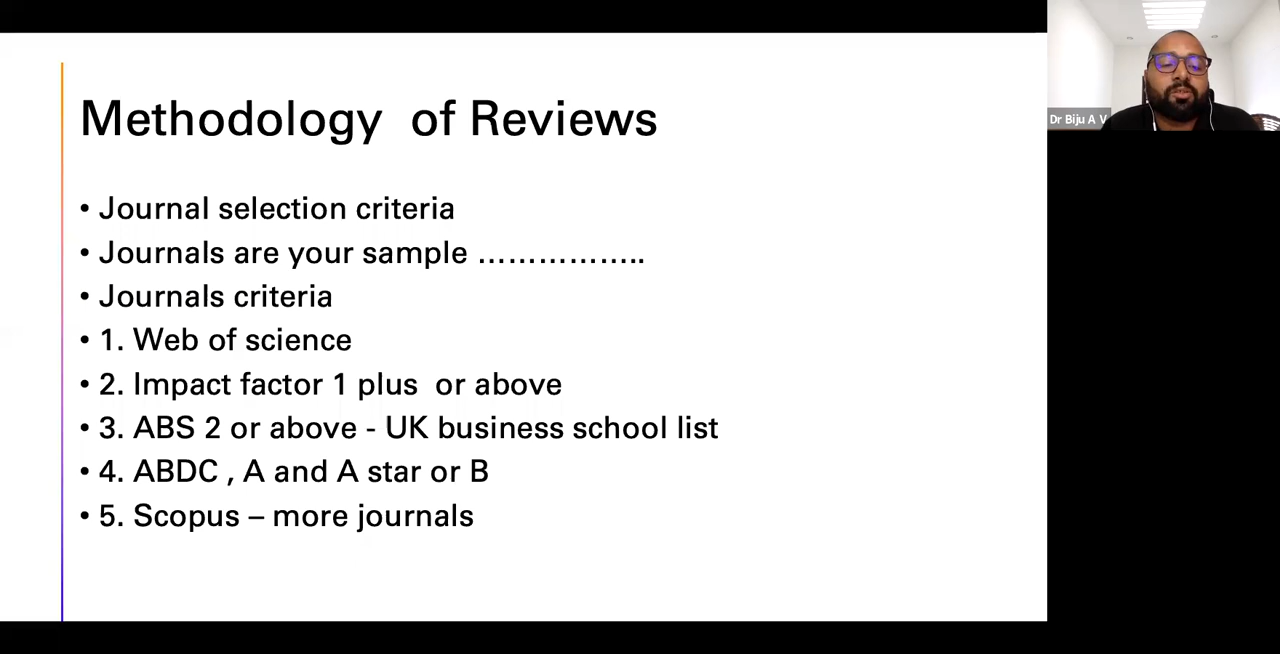 Methodology  of Reviews
• Journal selection criteria
• Journals are your sample ……………..
• Journals criteria
• 1. Web of science
• 2. Impact factor 1 plus  or above
• 3. ABS 2 or above - UK business school list
• 4. ABDC , A and A star or B
• 5. Scopus – more journals
Dr Biju A V